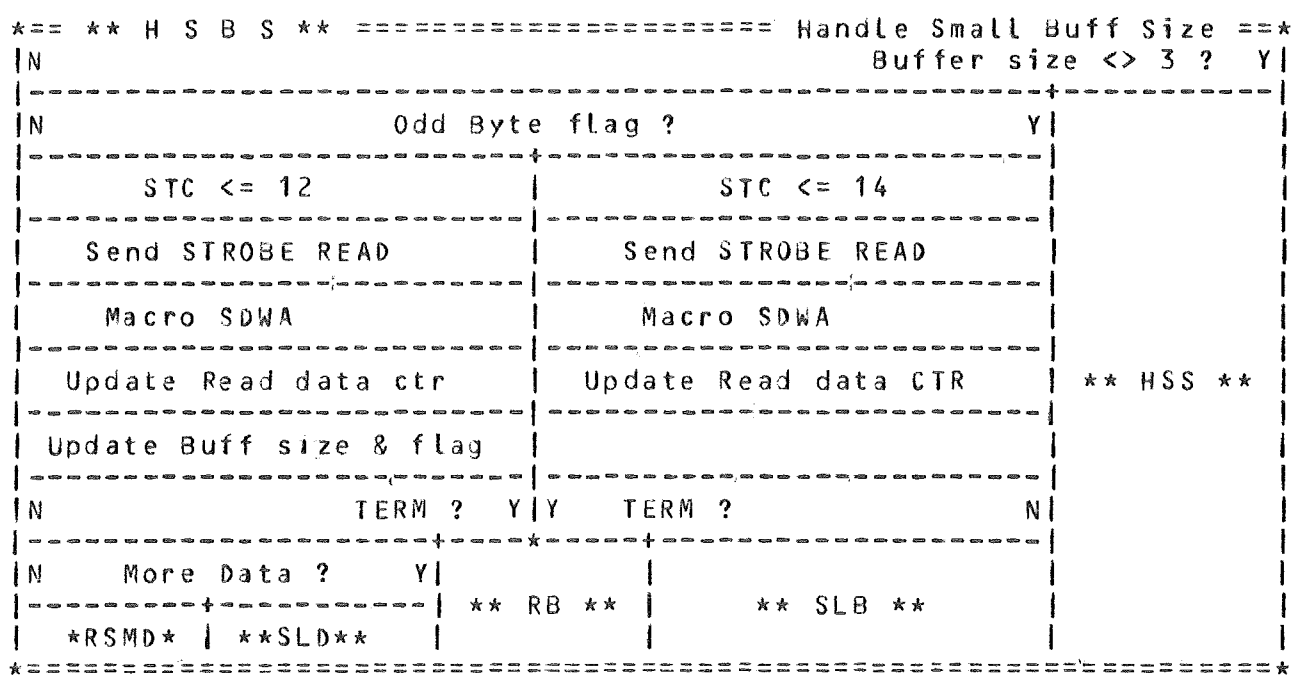 *== ** H S B S ** ====================== Handle Small Buff Size ==*
|N Buffer size <> 3 ? Y|
|-----------------------------------------------------+-----------|
|N Odd Byte flag ? Y| |
|--------------------------+--------------------------| |
| STC <= 12 | STC <= 14 | |
|--------------------------|--------------------------| |
| Send STROBE READ | Send STROBE READ | |
|--------------------------|--------------------------| |
| Macro SDWA | Macro SDWA | |
|--------------------------|--------------------------| |
| Update Read data ctr | Update Read data CTR | ** HSS ** |
|--------------------------|--------------------------| |
| Update Buff size & flag | | |
|--------------------------|--------------------------| |
|N TERM ? Y|Y TERM ? N| |
|---------------------+----*-----+--------------------| |
|N More Data ? Y| | | |
|---------+-----------| ** RB ** | ** SLB ** | |
| *RSMD* | **SLD** | | | |
*=================================================================*